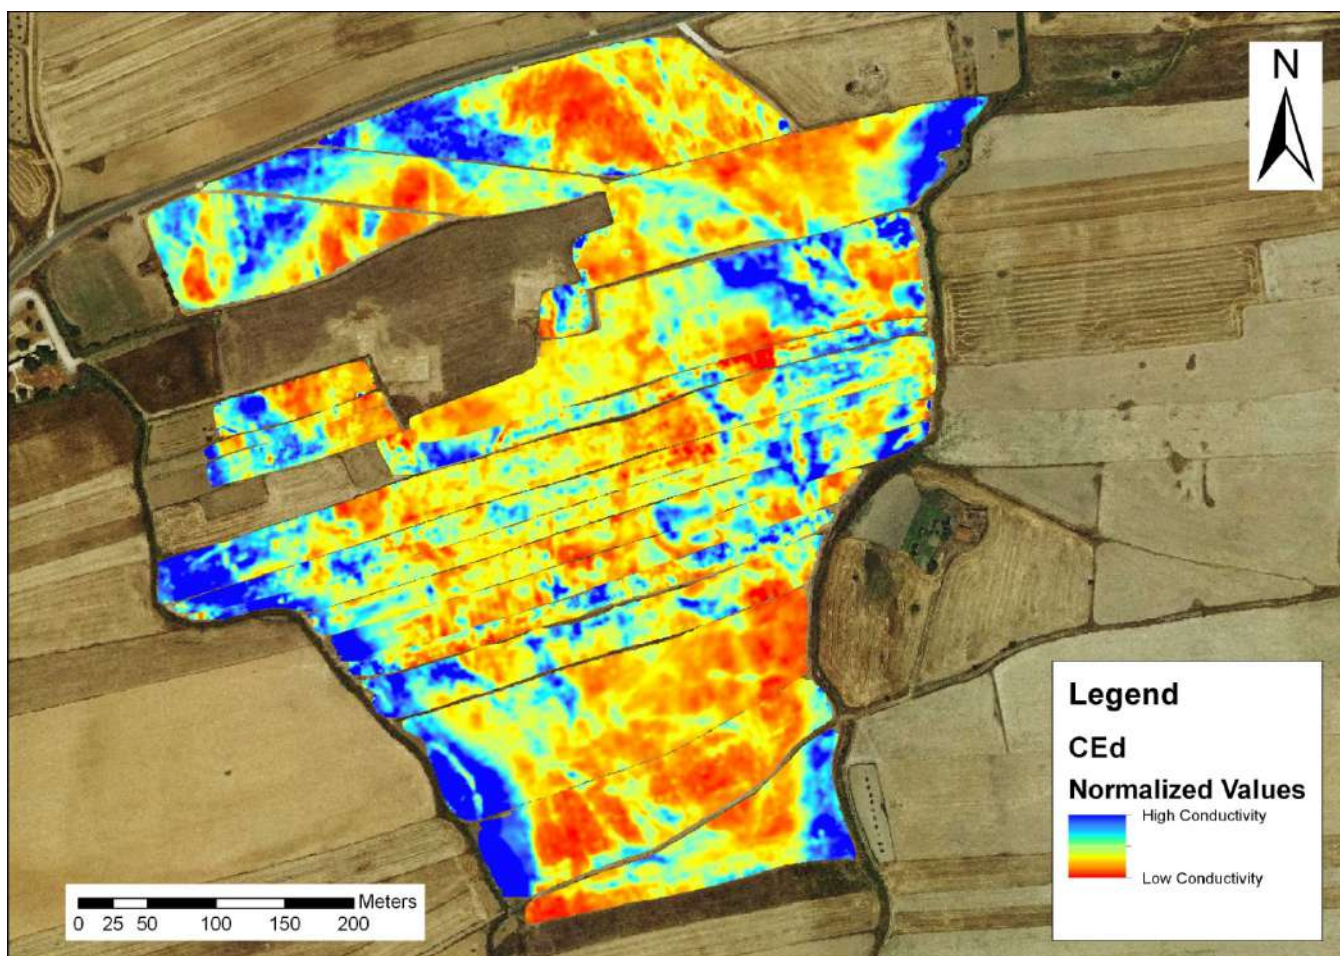 N
Legend
CEd
Normalized Values
High Conductivity
Low Conductivity
Meters
0 25 50 100 150 200